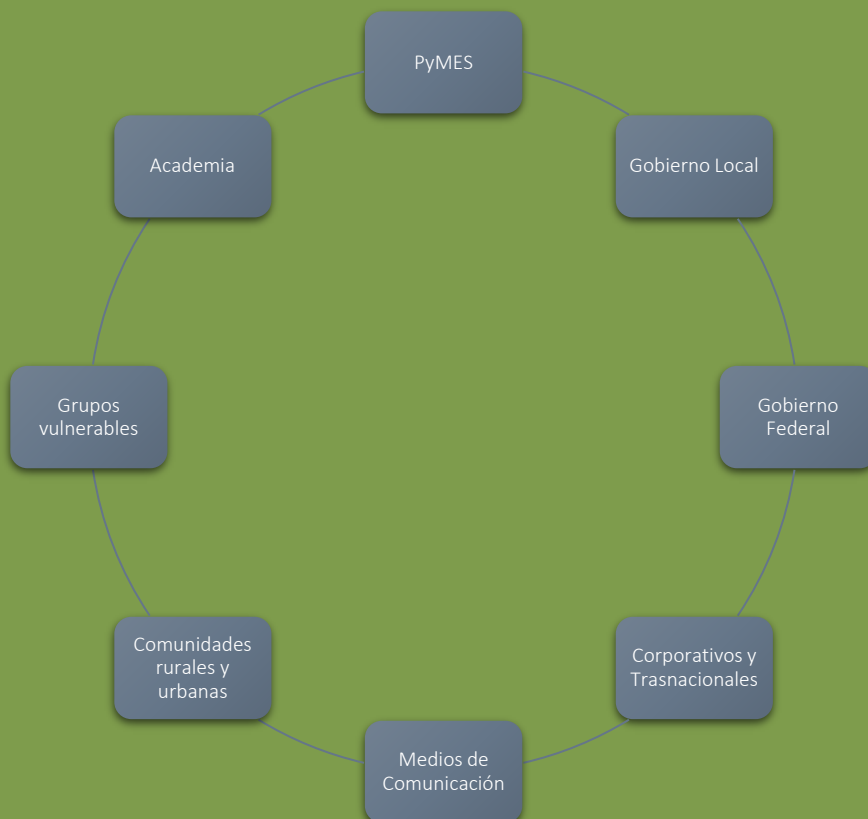 PyMES
Gobierno Local
Gobierno
Federal
Corporativos y
Trasnacionales
Medios de
Comunicación
Comunidades
rurales y
urbanas
Grupos
vulnerables
Academia